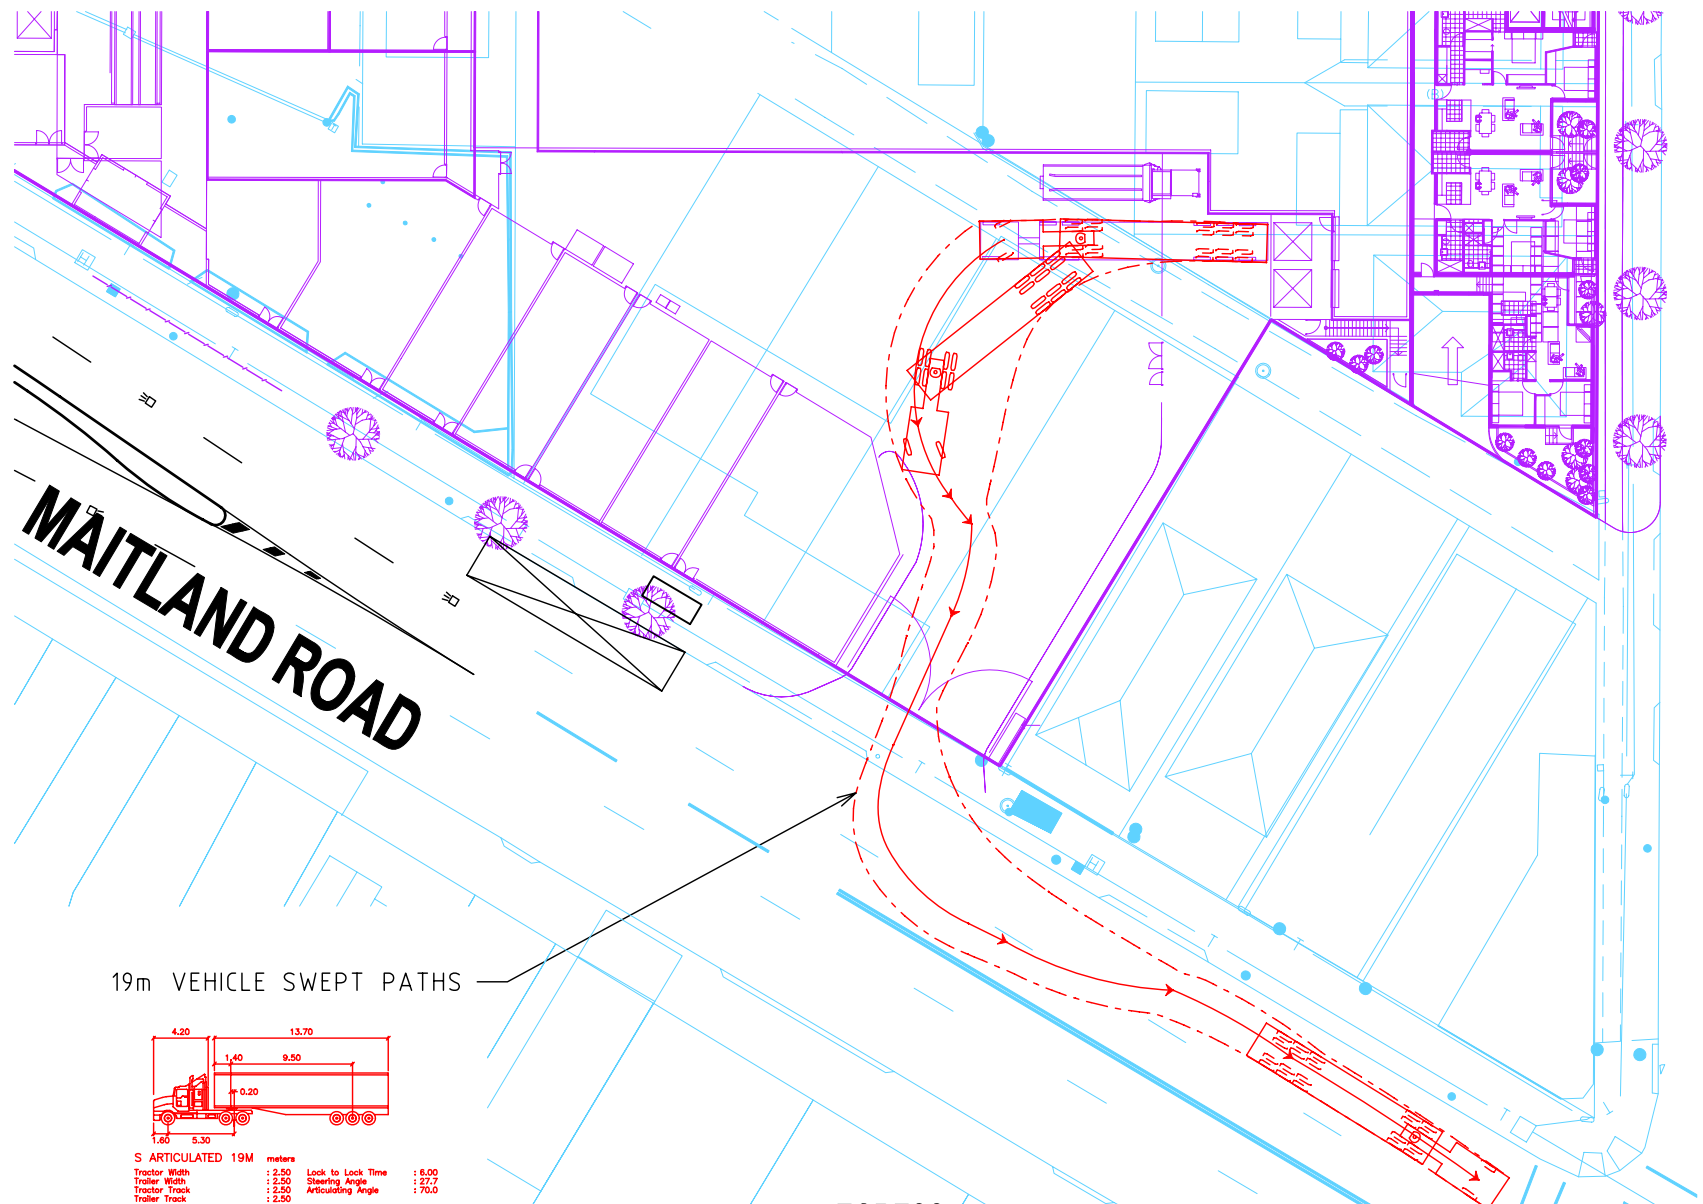 MAITLAND ROAD
19m VEHICLE SWEPT PATHS
4.20 13.70
1.40 9.50
0.20
1.60 5.30
S ARTICULATED 19M meters
Tractor Width : 2.50 Lock to Lock Time : 6.00
Trailer Width : 2.50 Steering Angle : 27.7
Tractor Track : 2.50 Articulating Angle : 70.0
Trailer Track : 2.50